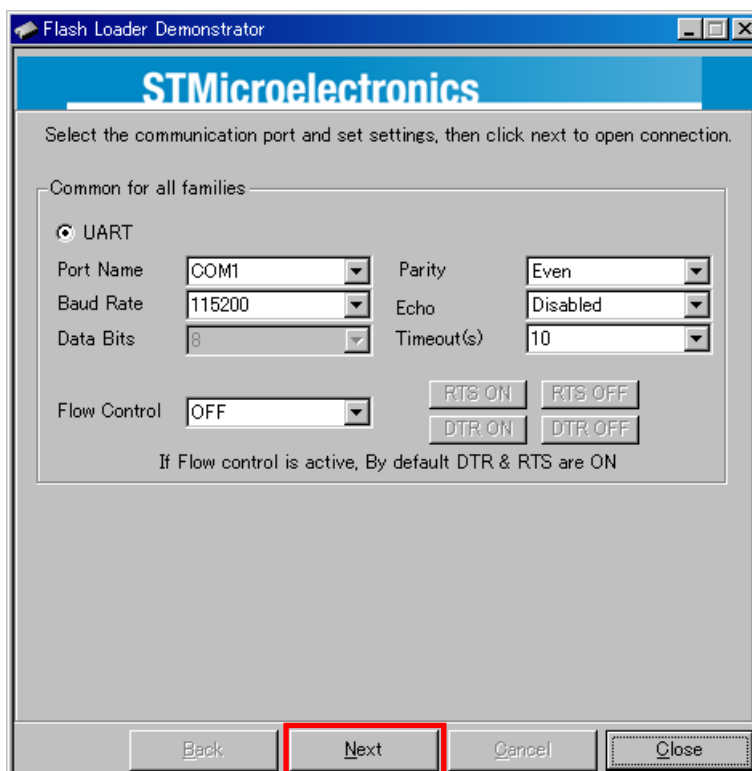 Flash Loader Demonstrator
STMicroelectronics
Select the communication port and set settings, then click next to open connection.
Common for all families
UART
Port Name COM1 Parity Even
Baud Rate 115200 Echo Disabled
Data Bits 8 Timeout(s) 10
RTS ON RTS OFF
Flow Control OFF
DTR ON DTR OFF
If Flow control is active, By default DTR & RTS are ON
Back Next Cancel Close